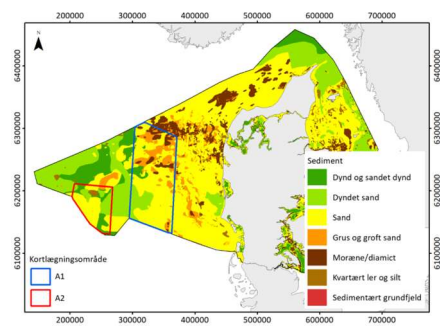 200000 300000 400000 500000 600000 700000
N
6400000
6300000
6200000
6100000
Sediment
Dynd og sandet dynd
Dyndet sand
Sand
Grus og groft sand
Moræne/diamict
Kvartært ler og silt
Sedimentært grundfjeld
Kortlægningsområde
A1
A2
6400000
6300000
6200000
6100000
200000 300000 400000 500000 600000 700000